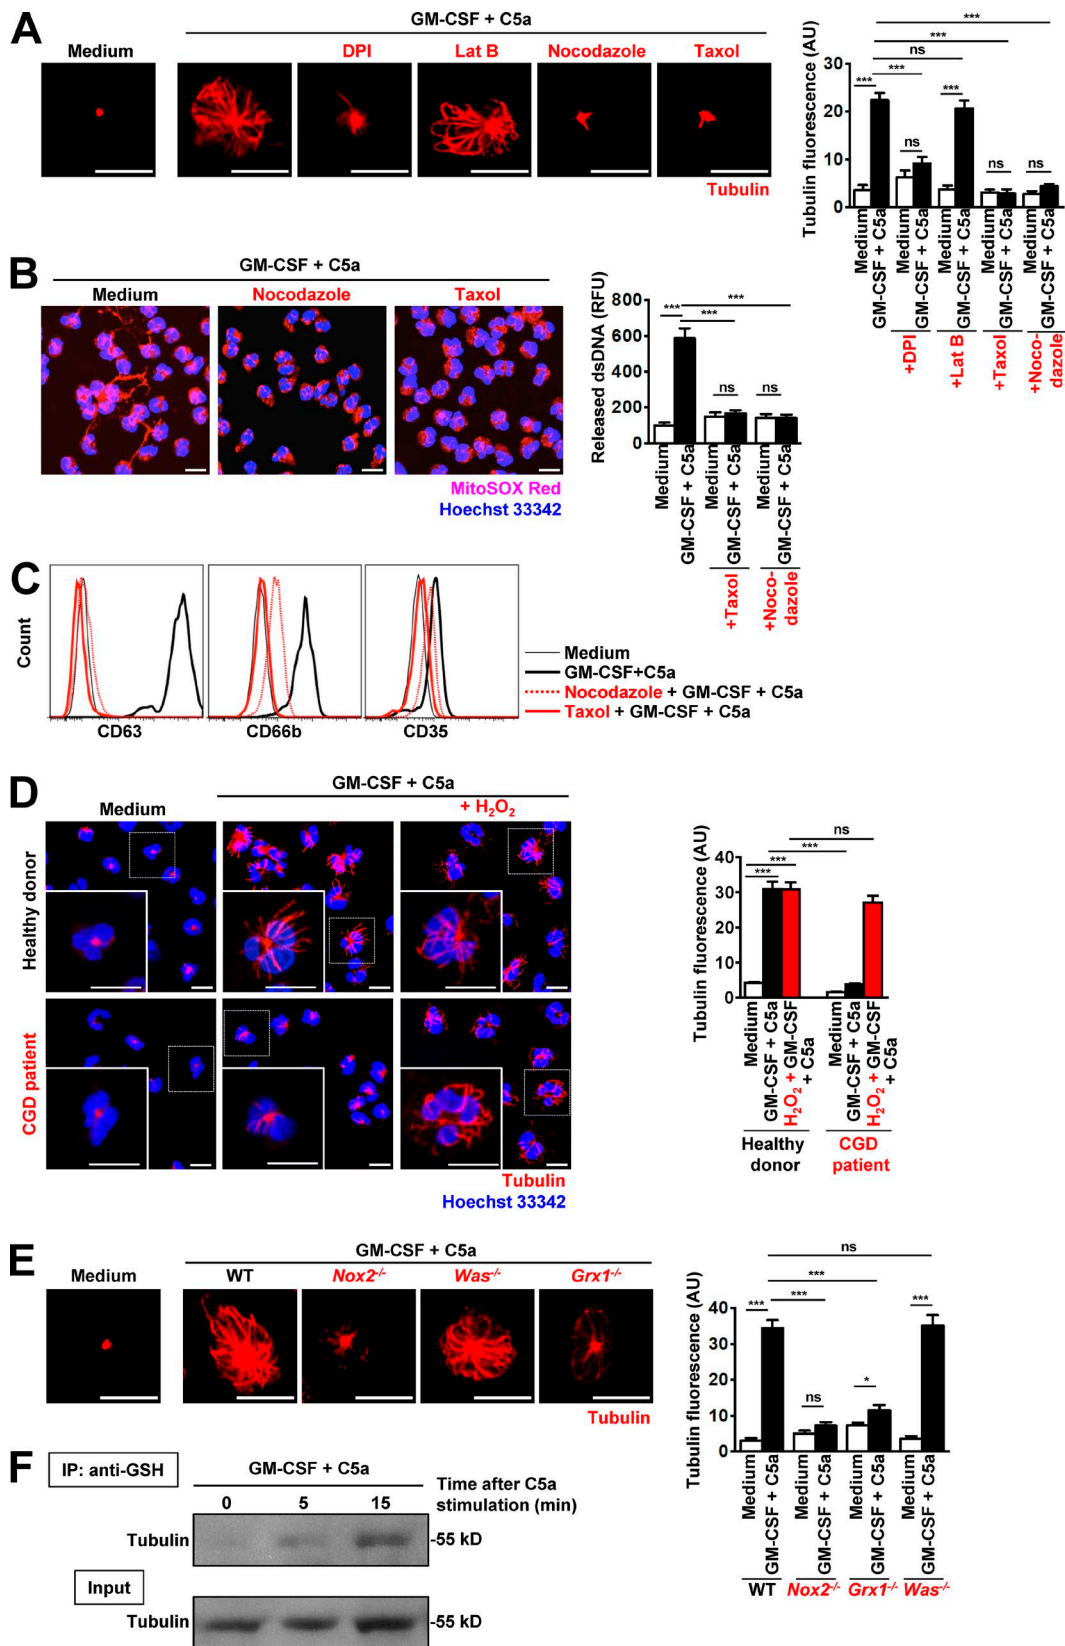 A
GM-CSF + C5a
Medium
DPI
Lat B
Nocodazole
Taxol
Tubulin
Tubulin fluorescence (AU)
30
20
10
0
***
***
ns
***
***
ns
***
ns
ns
Medium
GM-CSF + C5a
Medium
GM-CSF + C5a
Medium
GM-CSF + C5a
Medium
GM-CSF + C5a
Medium
GM-CSF + C5a
+DPI
+Lat B
+Taxol
+Noco-
dazole
B
GM-CSF + C5a
Medium
Nocodazole
Taxol
MitoSOX Red
Hoechst 33342
Released dsDNA (RFU)
800
600
400
200
0
***
***
***
ns
ns
Medium
GM-CSF + C5a
Medium
GM-CSF + C5a
Medium
GM-CSF + C5a
+Taxol
+Noco-
dazole
C
Count
CD63
CD66b
CD35
Medium
GM-CSF+C5a
Nocodazole + GM-CSF + C5a
Taxol + GM-CSF + C5a
D
GM-CSF + C5a
Medium
+ H₂O₂
Healthy donor
CGD patient
Tubulin
Hoechst 33342
Tubulin fluorescence (AU)
40
30
20
10
0
ns
***
***
***
Medium
GM-CSF + C5a
H₂O₂ + GM-CSF
+ C5a
Medium
GM-CSF + C5a
H₂O₂ + GM-CSF
+ C5a
Healthy
donor
CGD
patient
E
GM-CSF + C5a
Medium
WT
Nox2-/-
Was-/-
Grx1-/-
Tubulin
Tubulin fluorescence (AU)
40
30
20
10
0
ns
***
***
***
ns
*
***
Medium
GM-CSF + C5a
Medium
GM-CSF + C5a
Medium
GM-CSF + C5a
Medium
GM-CSF + C5a
WT
Nox2-/-
Grx1-/-
Was-/-
F
IP: anti-GSH
GM-CSF + C5a
0
5
15
Time after C5a
stimulation (min)
Tubulin
-55 kD
Input
Tubulin
-55 kD